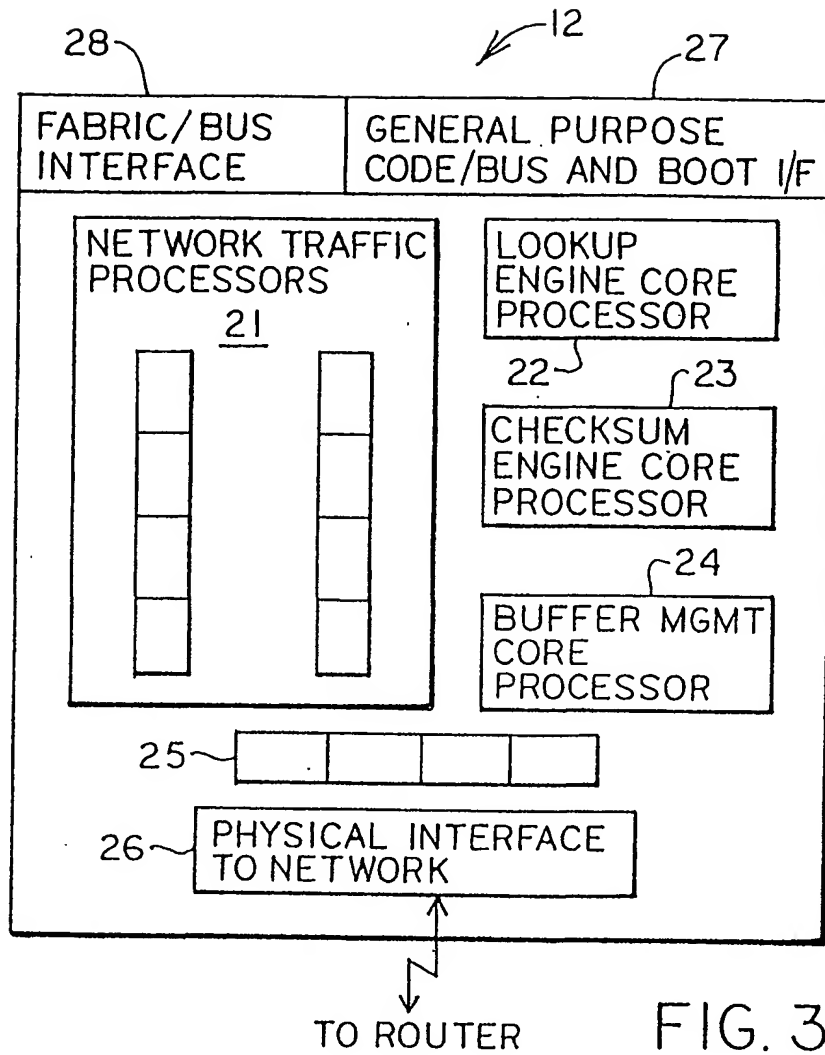 12
28
27
FABRIC/BUS
INTERFACE
GENERAL PURPOSE
CODE/BUS AND BOOT I/F
NETWORK TRAFFIC
PROCESSORS
21
LOOKUP
ENGINE CORE
PROCESSOR
22
23
CHECKSUM
ENGINE CORE
PROCESSOR
24
BUFFER MGMT
CORE
PROCESSOR
25
26
PHYSICAL INTERFACE
TO NETWORK
TO ROUTER
FIG. 3